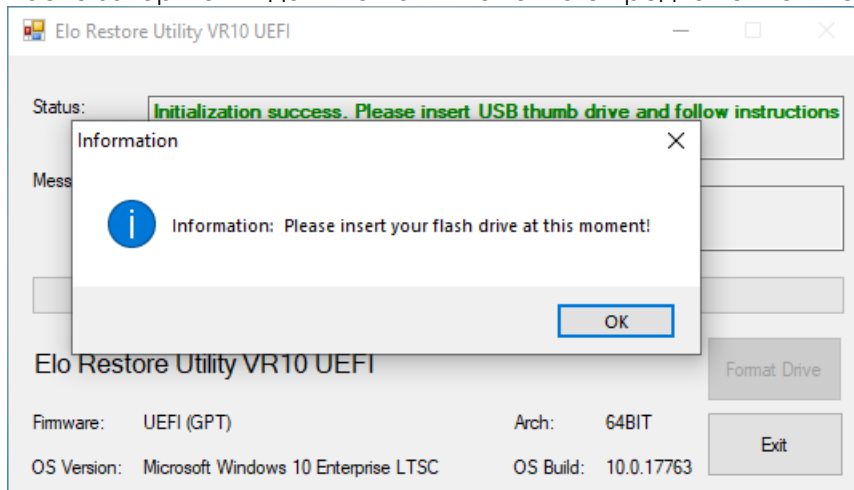 Elo Restore Utility VR10 UEFI
Status:
Initialization success. Please insert USB thumb drive and follow instructions
Information
Mess
Information: Please insert your flash drive at this moment!
OK
Elo Restore Utility VR10 UEFI
Format Drive
Firmware: UEFI (GPT) Arch: 64BIT
Exit
OS Version: Microsoft Windows 10 Enterprise LTSC OS Build: 10.0.17763